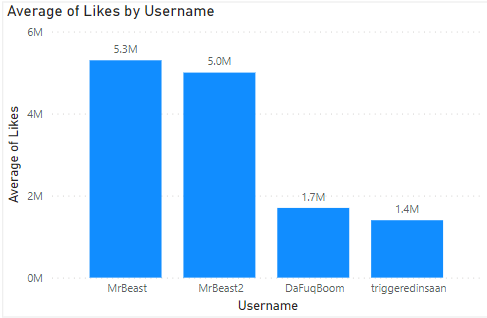 Average of Likes by Username
Average of Likes
6M
4M
2M
0M
5.3M
5.0M
1.7M
1.4M
MrBeast
MrBeast2
DaFuqBoom
triggeredinsaan
Username